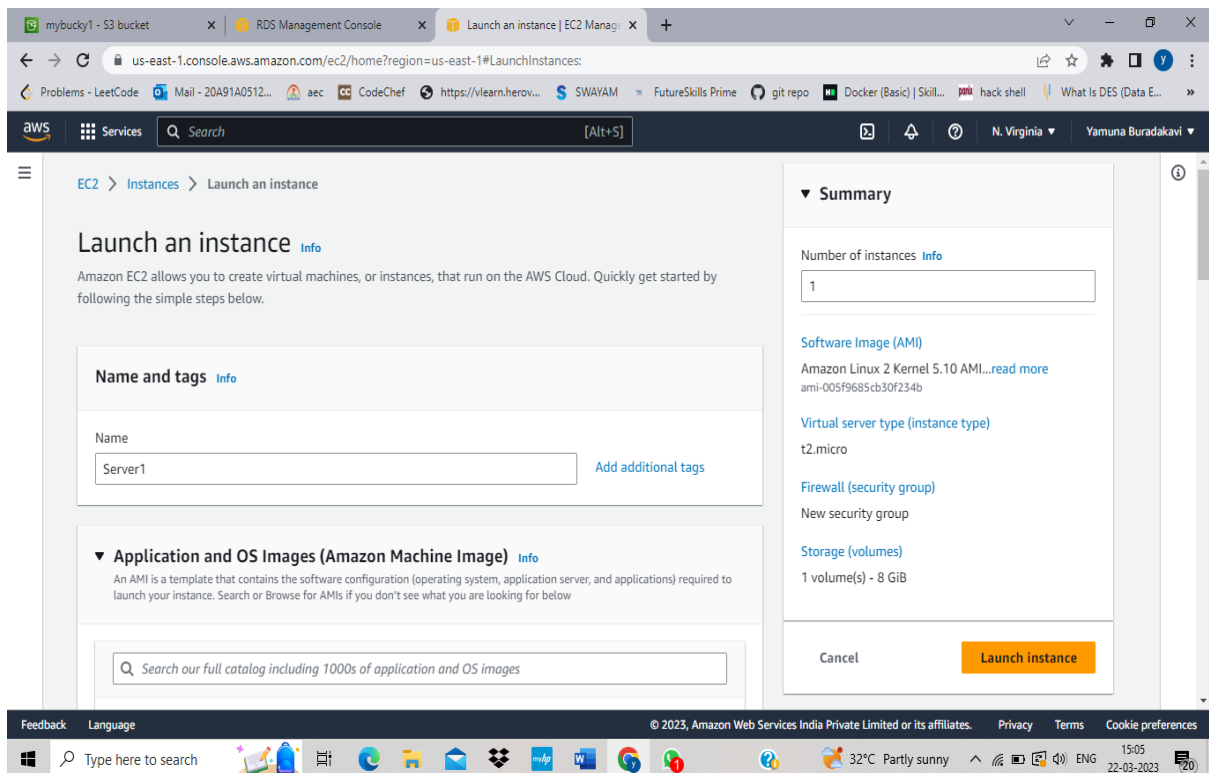 mybucky1 - S3 bucket
RDS Management Console
Launch an instance | EC2 Manage
us-east-1.console.aws.amazon.com/ec2/home?region=us-east-1#LaunchInstances:
y
Problems - LeetCode
Mail - 20A91A0512...
aec
CC CodeChef
https://vlearn.herov...
SWAYAM
FutureSkills Prime
git repo
Docker (Basic) | Skill...
hack shell
What Is DES (Data E...
»
aws
Services
Search
[Alt+S]
N. Virginia
Yamuna Buradakavi
EC2 > Instances > Launch an instance
Launch an instance Info
Amazon EC2 allows you to create virtual machines, or instances, that run on the AWS Cloud. Quickly get started by
following the simple steps below.
Name and tags Info
Name
Server1
Add additional tags
Application and OS Images (Amazon Machine Image) Info
An AMI is a template that contains the software configuration (operating system, application server, and applications) required to
launch your instance. Search or Browse for AMIs if you don't see what you are looking for below
Search our full catalog including 1000s of application and OS images
Summary
Number of instances Info
1
Software Image (AMI)
Amazon Linux 2 Kernel 5.10 AMI...read more
ami-005f9685cb30f234b
Virtual server type (instance type)
t2.micro
Firewall (security group)
New security group
Storage (volumes)
1 volume(s) - 8 GiB
Cancel
Launch instance
Feedback
Language
© 2023, Amazon Web Services India Private Limited or its affiliates.
Privacy
Terms
Cookie preferences
Type here to search
mhp
W
1
32°C Partly sunny
ENG
15:05
22-03-2023
20